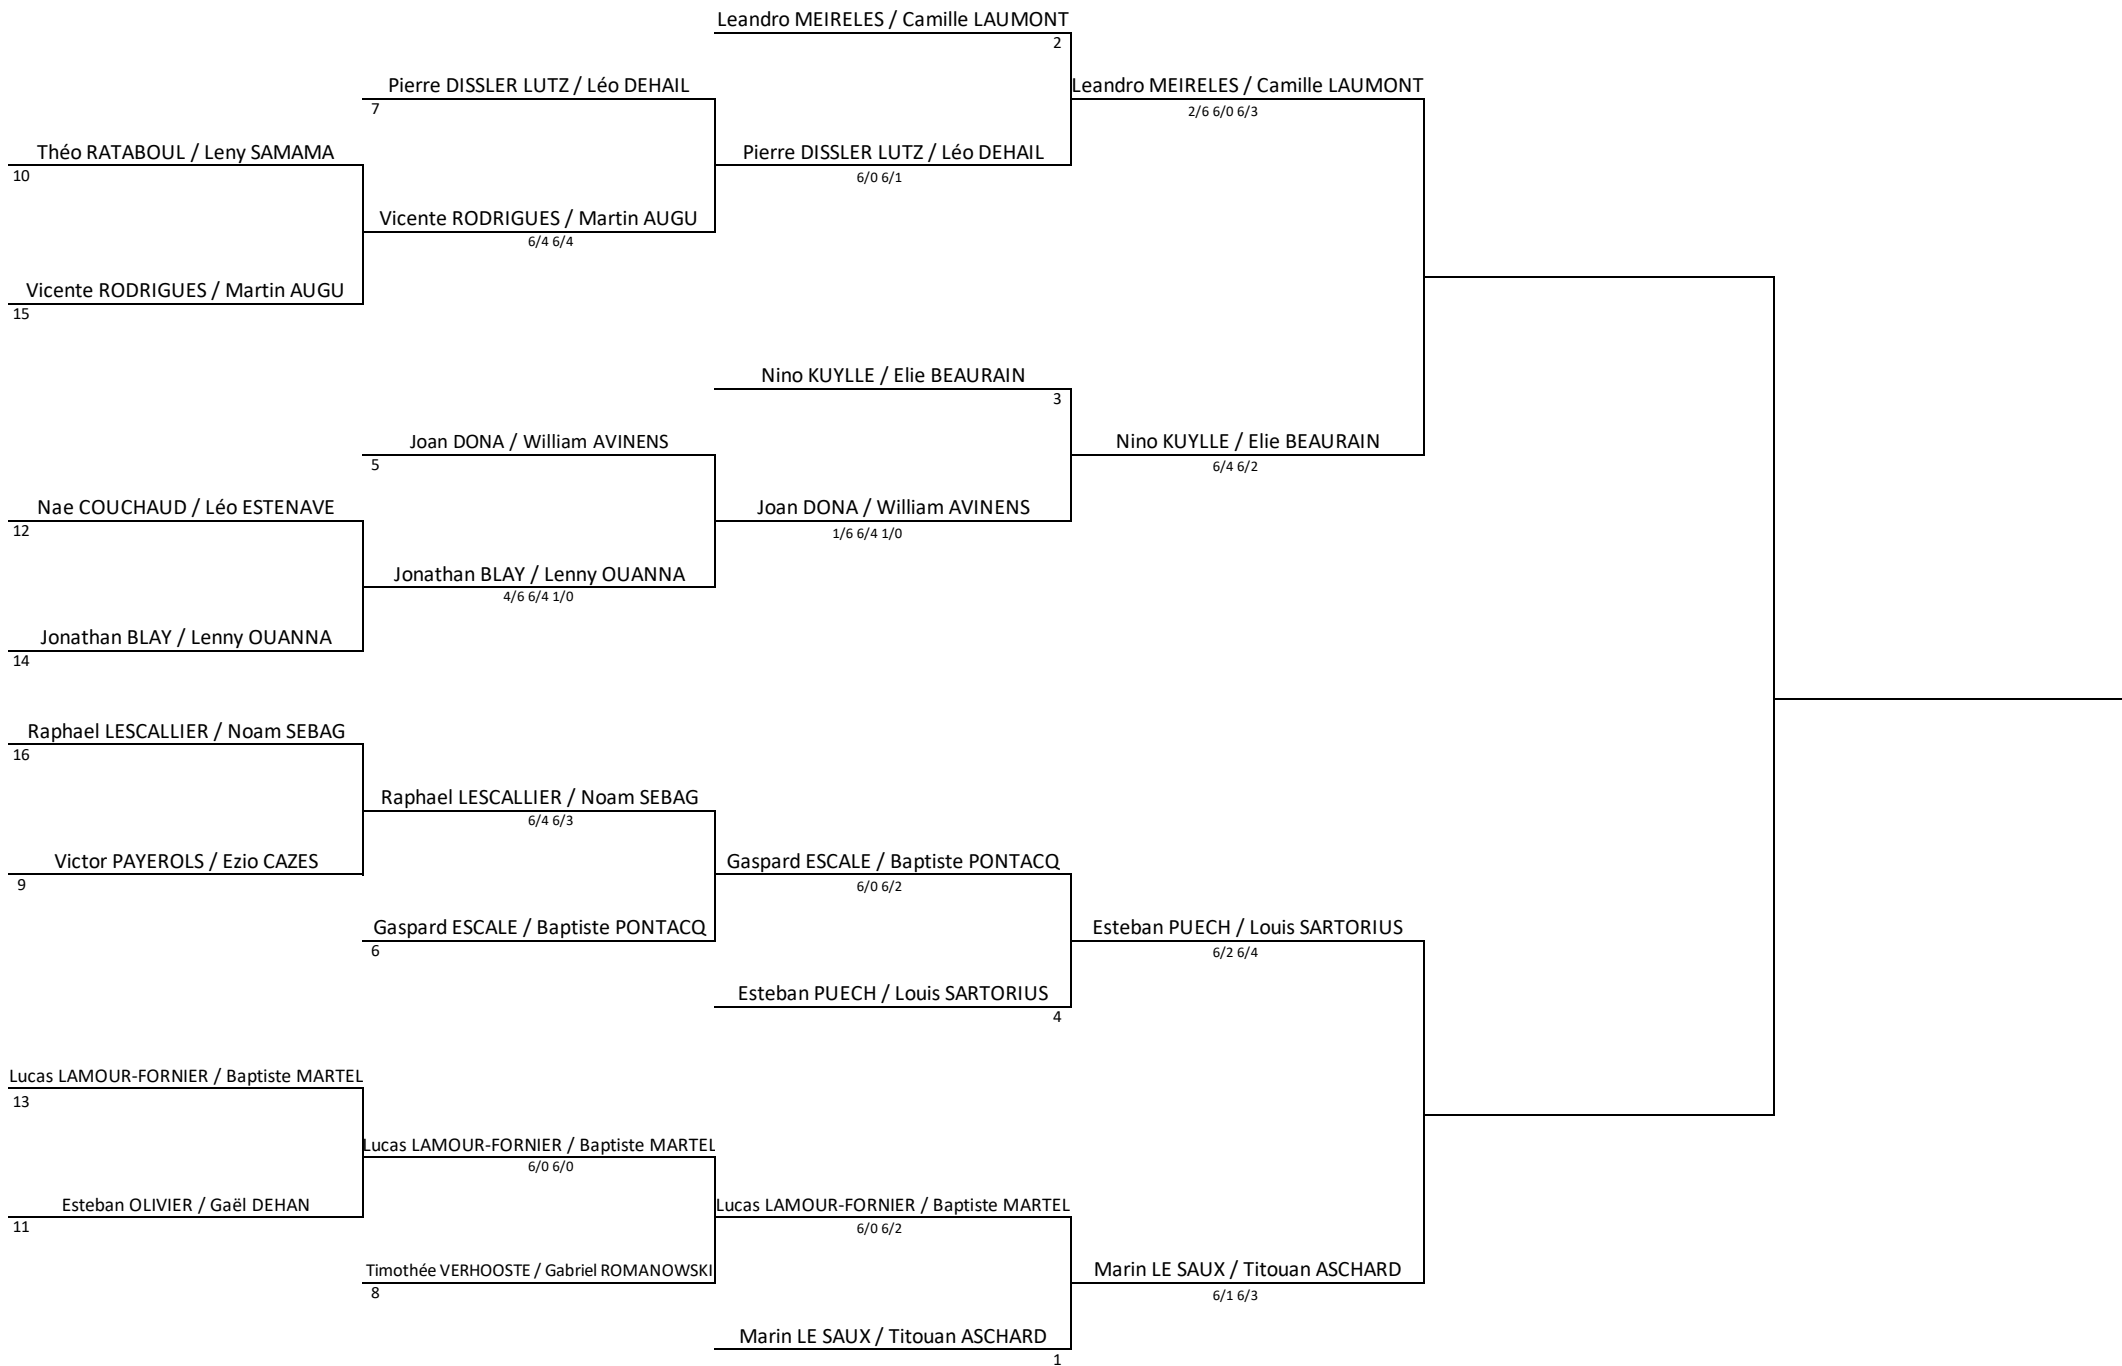 Leandro MEIRELES / Camille LAUMONT
2
Pierre DISSLER LUTZ / Léo DEHAIL
7
Leandro MEIRELES / Camille LAUMONT
2/6 6/0 6/3
Théo RATABOUL / Leny SAMAMA
10
Pierre DISSLER LUTZ / Léo DEHAIL
6/0 6/1
Vicente RODRIGUES / Martin AUGU
6/4 6/4
Vicente RODRIGUES / Martin AUGU
15
Nino KUYLLE / Elie BEAURAIN
3
Joan DONA / William AVINENS
5
Nino KUYLLE / Elie BEAURAIN
6/4 6/2
Nae COUCHAUD / Léo ESTENAVE
12
Joan DONA / William AVINENS
1/6 6/4 1/0
Jonathan BLAY / Lenny OUANNA
4/6 6/4 1/0
Jonathan BLAY / Lenny OUANNA
14
Raphael LESCALLIER / Noam SEBAG
16
Raphael LESCALLIER / Noam SEBAG
6/4 6/3
Victor PAYEROLS / Ezio CAZES
9
Gaspard ESCALE / Baptiste PONTACQ
6/0 6/2
Gaspard ESCALE / Baptiste PONTACQ
6
Esteban PUECH / Louis SARTORIUS
6/2 6/4
Esteban PUECH / Louis SARTORIUS
4
Lucas LAMOUR-FORNIER / Baptiste MARTEL
13
Lucas LAMOUR-FORNIER / Baptiste MARTEL
6/0 6/0
Esteban OLIVIER / Gaël DEHAN
11
Lucas LAMOUR-FORNIER / Baptiste MARTEL
6/0 6/2
Timothée VERHOOSTE / Gabriel ROMANOWSKI
8
Marin LE SAUX / Titouan ASCHARD
6/1 6/3
Marin LE SAUX / Titouan ASCHARD
1